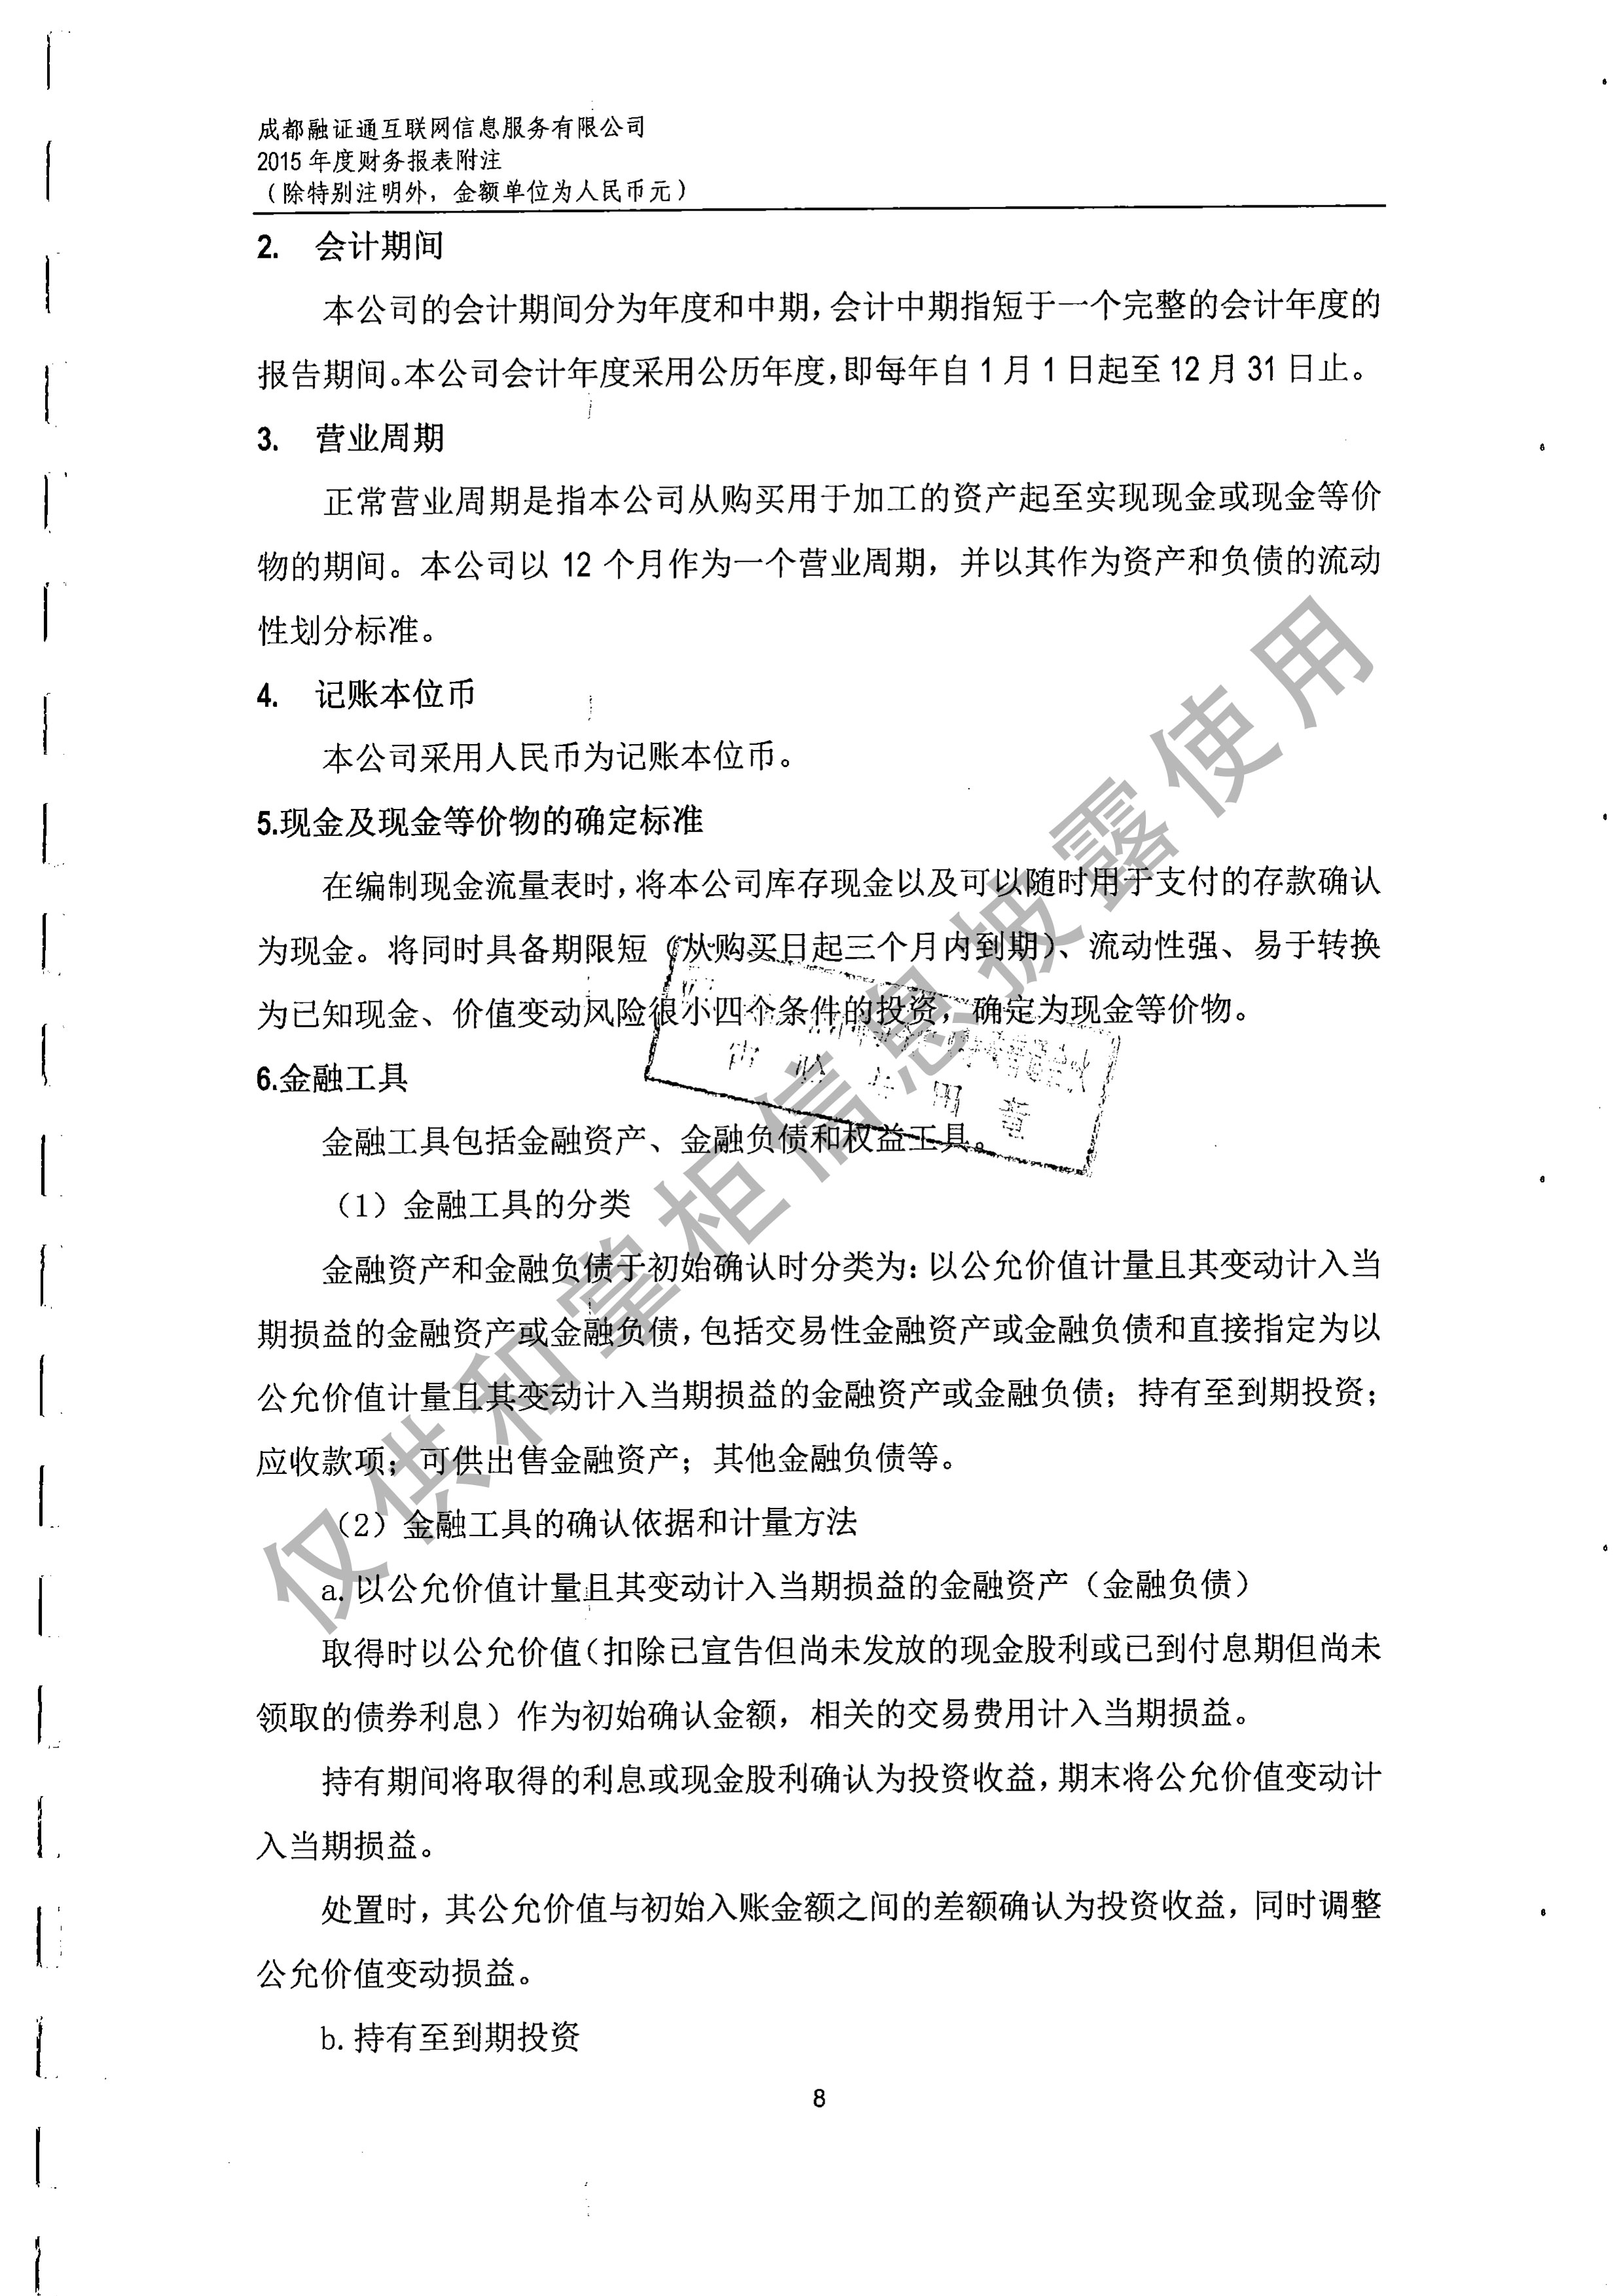 成都融证通互联网信息服务有限公司
2015 年度财务报表附注
（除特别注明外，金额单位为人民币元）
2. 会计期间
本公司的会计期间分为年度和中期，会计中期指短于一个完整的会计年度的
报告期间。本公司会计年度采用公历年度，即每年自 1 月 1 日起至 12 月 31 日止。
3. 营业周期
正常营业周期是指本公司从购买用于加工的资产起至实现现金或现金等价
物的期间。本公司以 12 个月作为一个营业周期，并以其作为资产和负债的流动
性划分标准。
4. 记账本位币
本公司采用人民币为记账本位币。
5.现金及现金等价物的确定标准
在编制现金流量表时，将本公司库存现金以及可以随时用于支付的存款确认
为现金。将同时具备期限短（从购买日起三个月内到期）、流动性强、易于转换
为已知现金、价值变动风险很小四个条件的投资，确定为现金等价物。
6.金融工具
金融工具包括金融资产、金融负债和权益工具。
（1）金融工具的分类
金融资产和金融负债于初始确认时分类为：以公允价值计量且其变动计入当
期损益的金融资产或金融负债，包括交易性金融资产或金融负债和直接指定为以
公允价值计量且其变动计入当期损益的金融资产或金融负债；持有至到期投资；
应收款项；可供出售金融资产；其他金融负债等。
（2）金融工具的确认依据和计量方法
a. 以公允价值计量且其变动计入当期损益的金融资产（金融负债）
取得时以公允价值（扣除已宣告但尚未发放的现金股利或已到付息期但尚未
领取的债券利息）作为初始确认金额，相关的交易费用计入当期损益。
持有期间将取得的利息或现金股利确认为投资收益，期末将公允价值变动计
入当期损益。
处置时，其公允价值与初始入账金额之间的差额确认为投资收益，同时调整
公允价值变动损益。
b. 持有至到期投资
8
仅供和掌柜信息披露使用